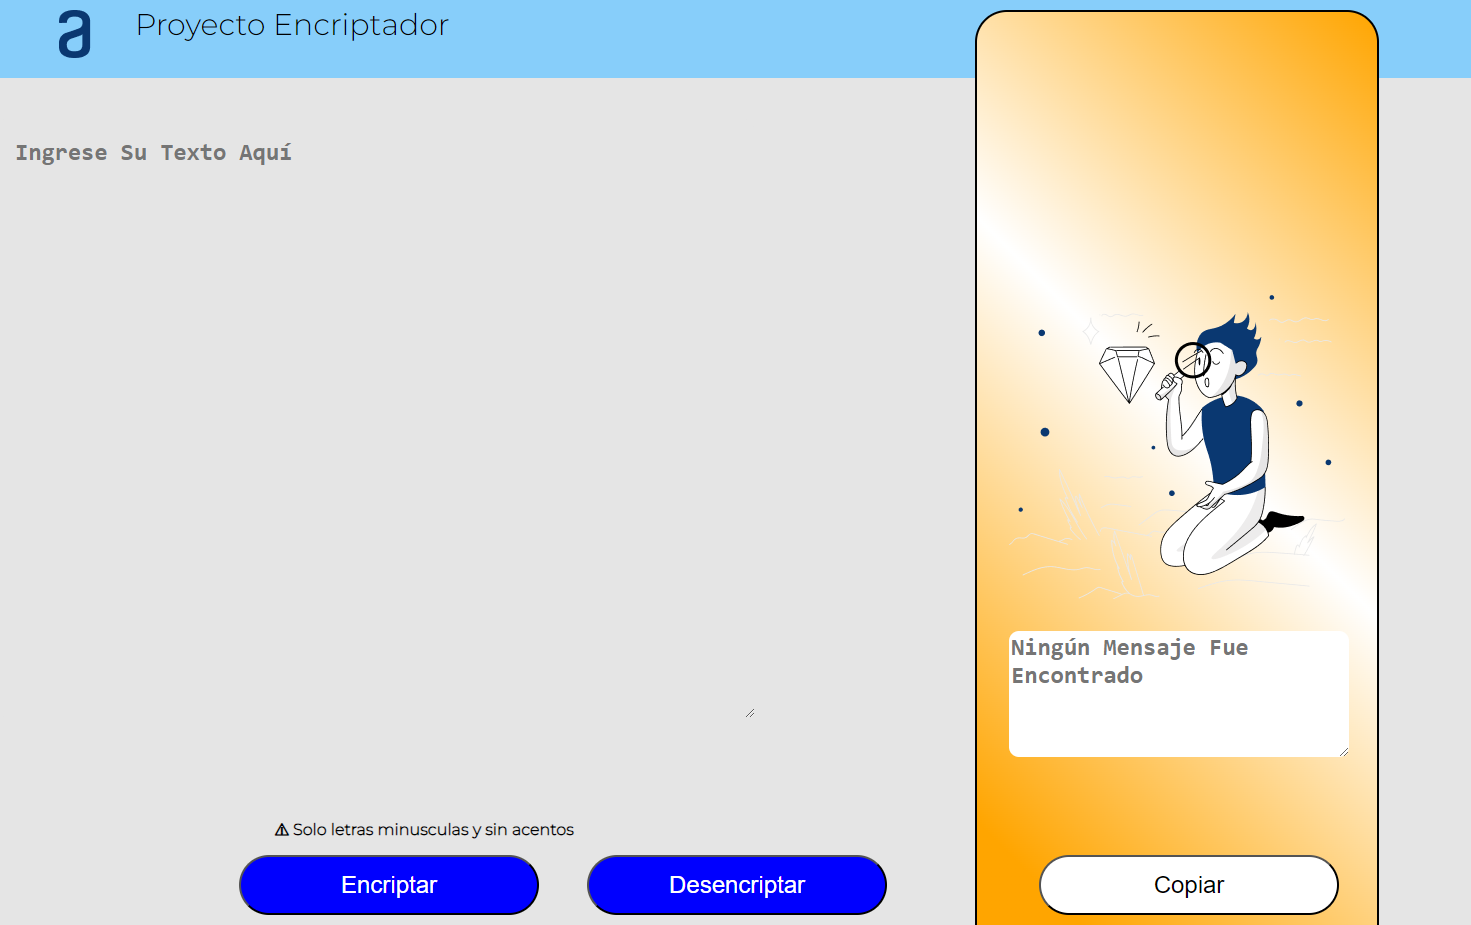 a
Proyecto Encriptador
Ingrese Su Texto Aquí
Ningún Mensaje Fue
Encontrado
⚠ Solo letras minusculas y sin acentos
Encriptar
Desencriptar
Copiar